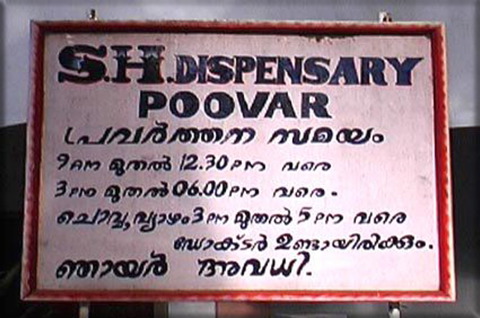 S.H. DISPENSARY
POOVAR
പ്രവർത്തന സമയം
9 AM മുതൽ 12.30 PM വരെ
3 PM മുതൽ 06.00 PM വരെ.
ചൊവ്വ, വ്യാഴം 3 PM മുതൽ 5 PM വരെ
ഡോക്ടർ ഉണ്ടായിരിക്കും.
ഞായർ അവധി.